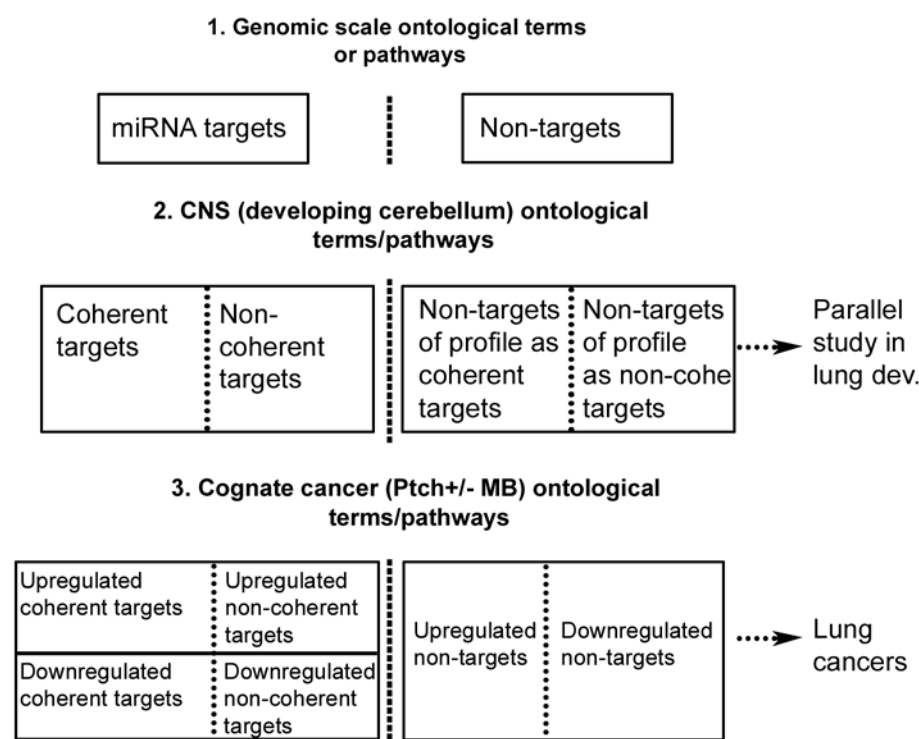 1. Genomic scale ontological terms
or pathways
miRNA targets
Non-targets
2. CNS (developing cerebellum) ontological
terms/pathways
Coherent
targets
Non-
coherent
targets
Non-targets
of profile as
coherent
targets
Non-targets
of profile
as non-cohe
targets
Parallel
study in
lung dev.
3. Cognate cancer (Ptch+/- MB) ontological
terms/pathways
Upregulated
coherent targets
Upregulated
non-coherent
targets
Downregulated
coherent targets
Downregulated
non-coherent
targets
Upregulated
non-targets
Downregulated
non-targets
Lung
cancers